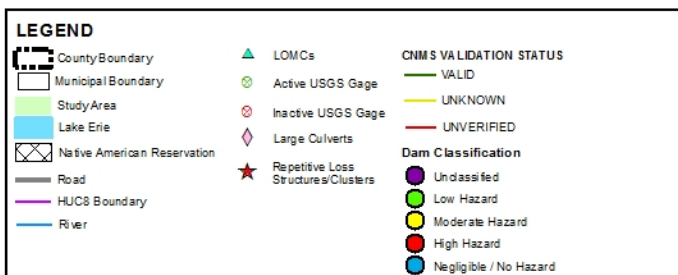 LEGEND
County Boundary
Municipal Boundary
Study Area
Lake Erie
Native American Reservation
Road
HUC8 Boundary
River
LOMCs
Active USGS Gage
Inactive USGS Gage
Large Culverts
Repetitive Loss
Structures/Clusters
CNMS VALIDATION STATUS
VALID
UNKNOWN
UNVERIFIED
Dam Classification
Unclassified
Low Hazard
Moderate Hazard
High Hazard
Negligible / No Hazard